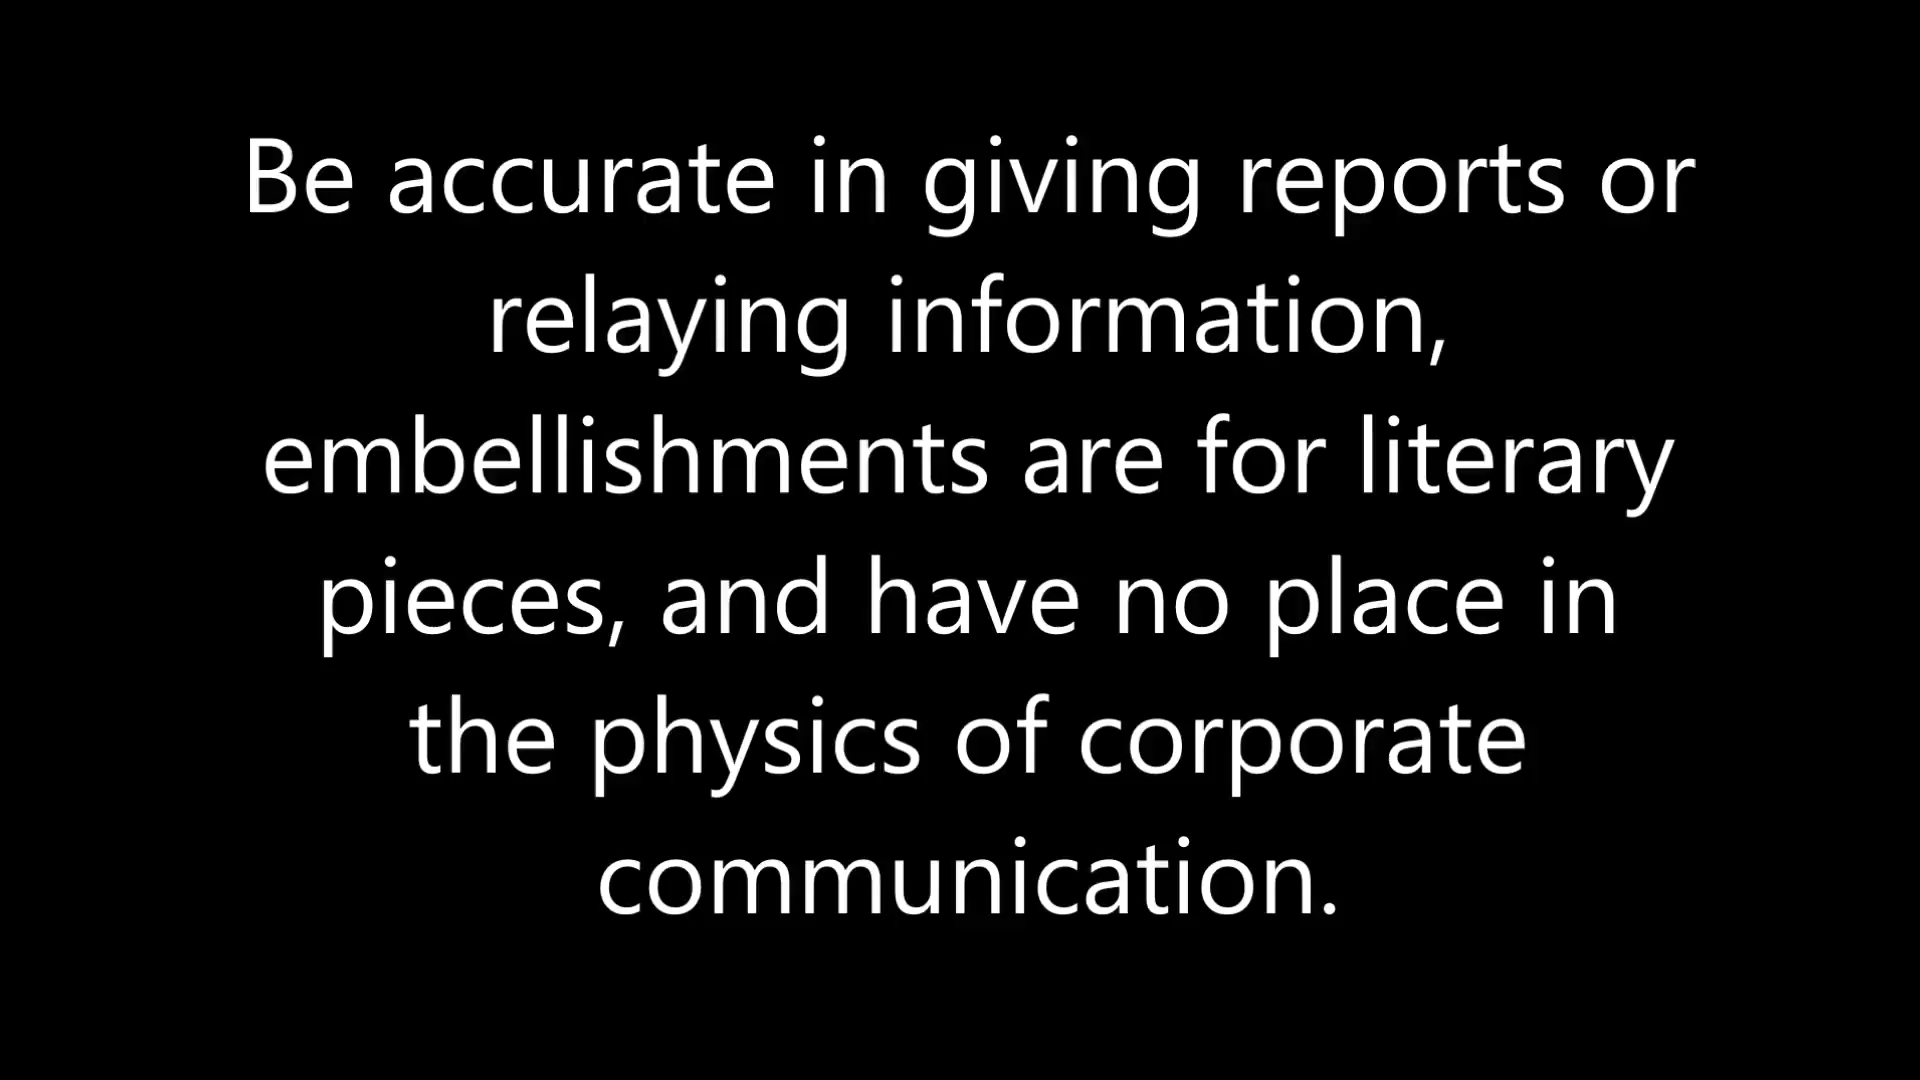 Be accurate in giving reports or
relaying information,
embellishments are for literary
pieces, and have no place in
the physics of corporate
communication.